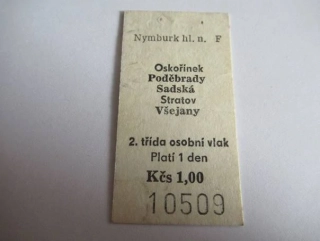 Nymburk hl. n. F
Oskořínek
Poděbrady
Sadská
Stratov
Všejany
2. třída osobní vlak
Platí 1 den
Kčs 1,00
10509